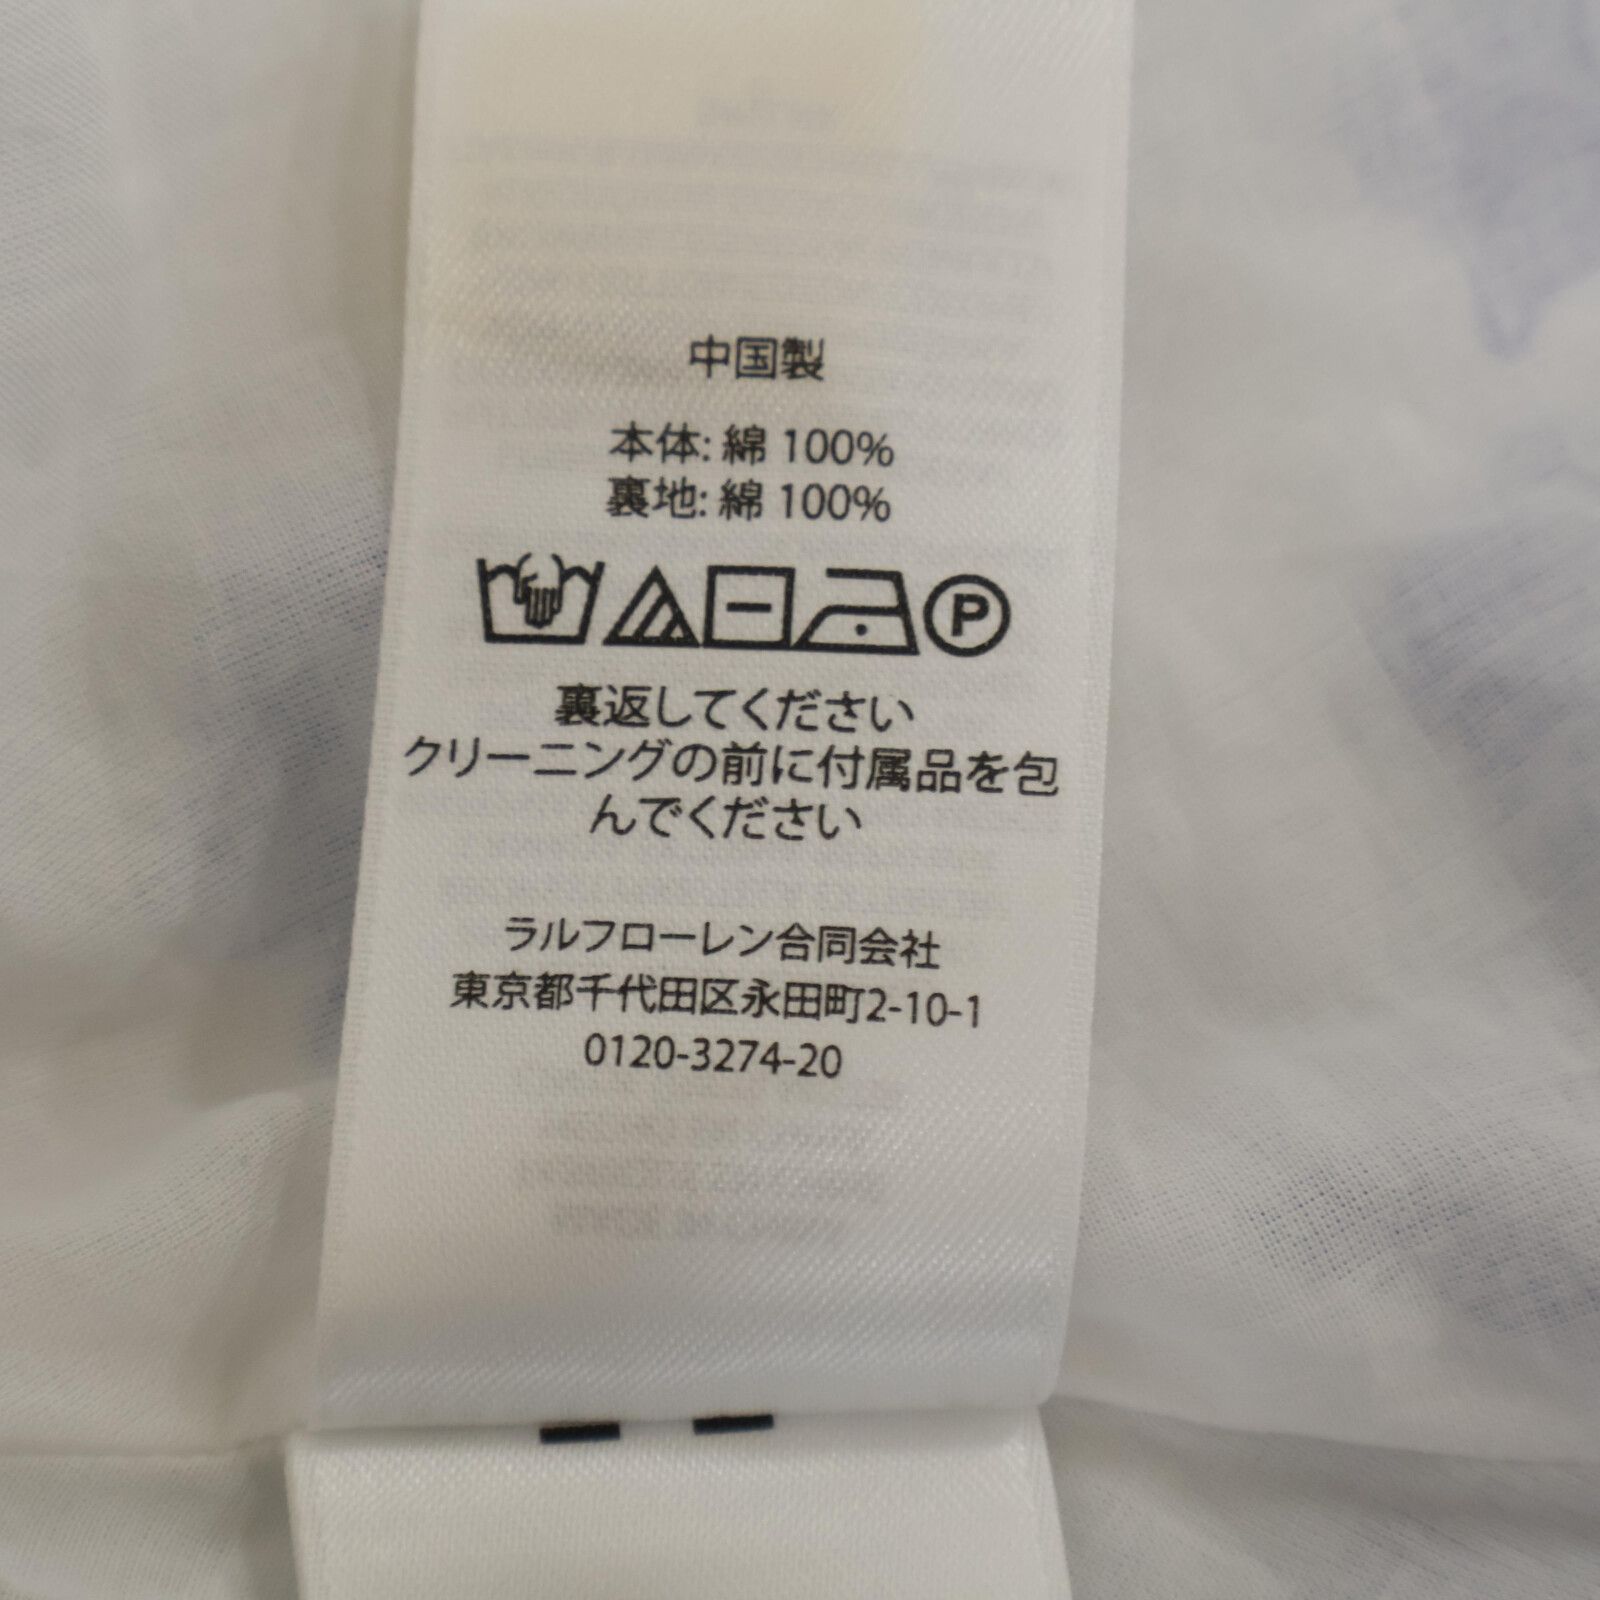 中国製
本体: 綿 100%
裏地: 綿 100%
P
裏返してください
クリーニングの前に付属品を包
んでください
ラルフローレン合同会社
東京都千代田区永田町2-10-1
0120-3274-20